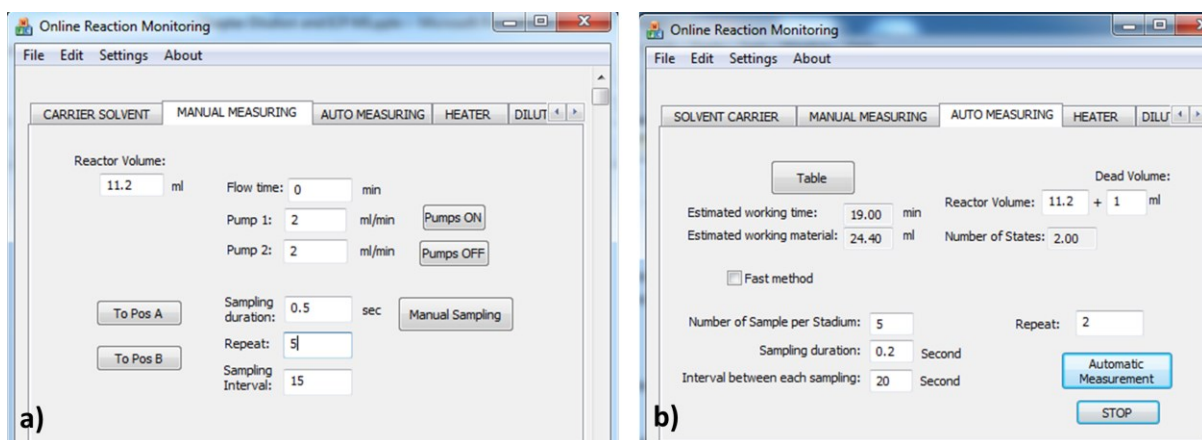 Online Reaction Monitoring
File Edit Settings About
CARRIER SOLVENT MANUAL MEASURING AUTO MEASURING HEATER DILUT
Reactor Volume:
11.2 ml
Flow time: 0 min
Pump 1: 2 ml/min Pumps ON
Pump 2: 2 ml/min Pumps OFF
To Pos A
To Pos B
Sampling
duration: 0.5 sec Manual Sampling
Repeat: 5
Sampling
Interval: 15
a)
Online Reaction Monitoring
File Edit Settings About
SOLVENT CARRIER MANUAL MEASURING AUTO MEASURING HEATER DILU
Table
Dead Volume:
Reactor Volume: 11.2 + 1 ml
Estimated working time: 19.00 min
Estimated working material: 24.40 ml
Number of States: 2.00
Fast method
Number of Sample per Stadium: 5
Repeat: 2
Sampling duration: 0.2 Second
Interval between each sampling: 20 Second
Automatic
Measurement
STOP
b)